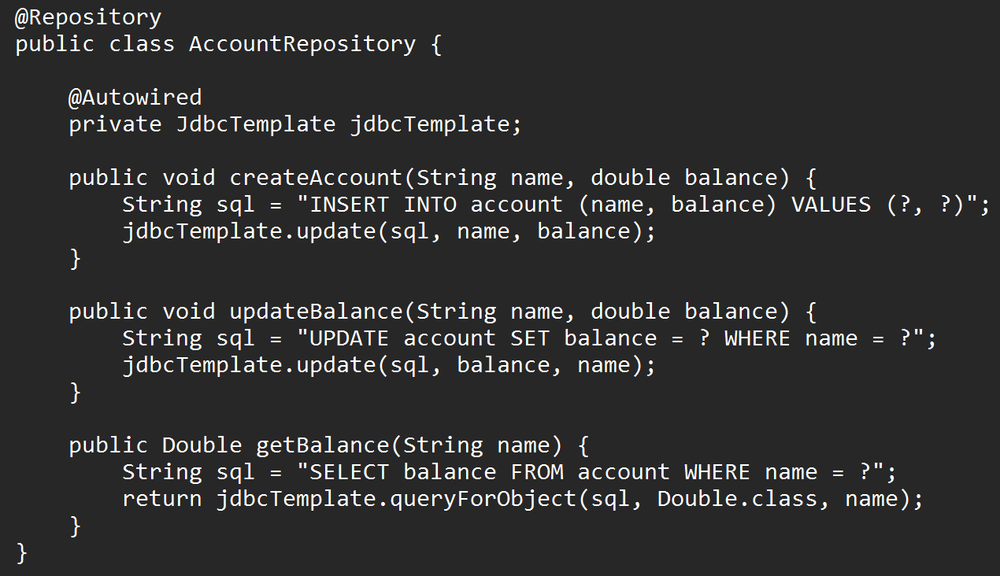 @Repository
public class AccountRepository {
@Autowired
private JdbcTemplate jdbcTemplate;
public void createAccount(String name, double balance) {
String sql = "INSERT INTO account (name, balance) VALUES (?, ?)";
jdbcTemplate.update(sql, name, balance);
}
public void updateBalance(String name, double balance) {
String sql = "UPDATE account SET balance = ? WHERE name = ?";
jdbcTemplate.update(sql, balance, name);
}
public Double getBalance(String name) {
String sql = "SELECT balance FROM account WHERE name = ?";
return jdbcTemplate.queryForObject(sql, Double.class, name);
}
}